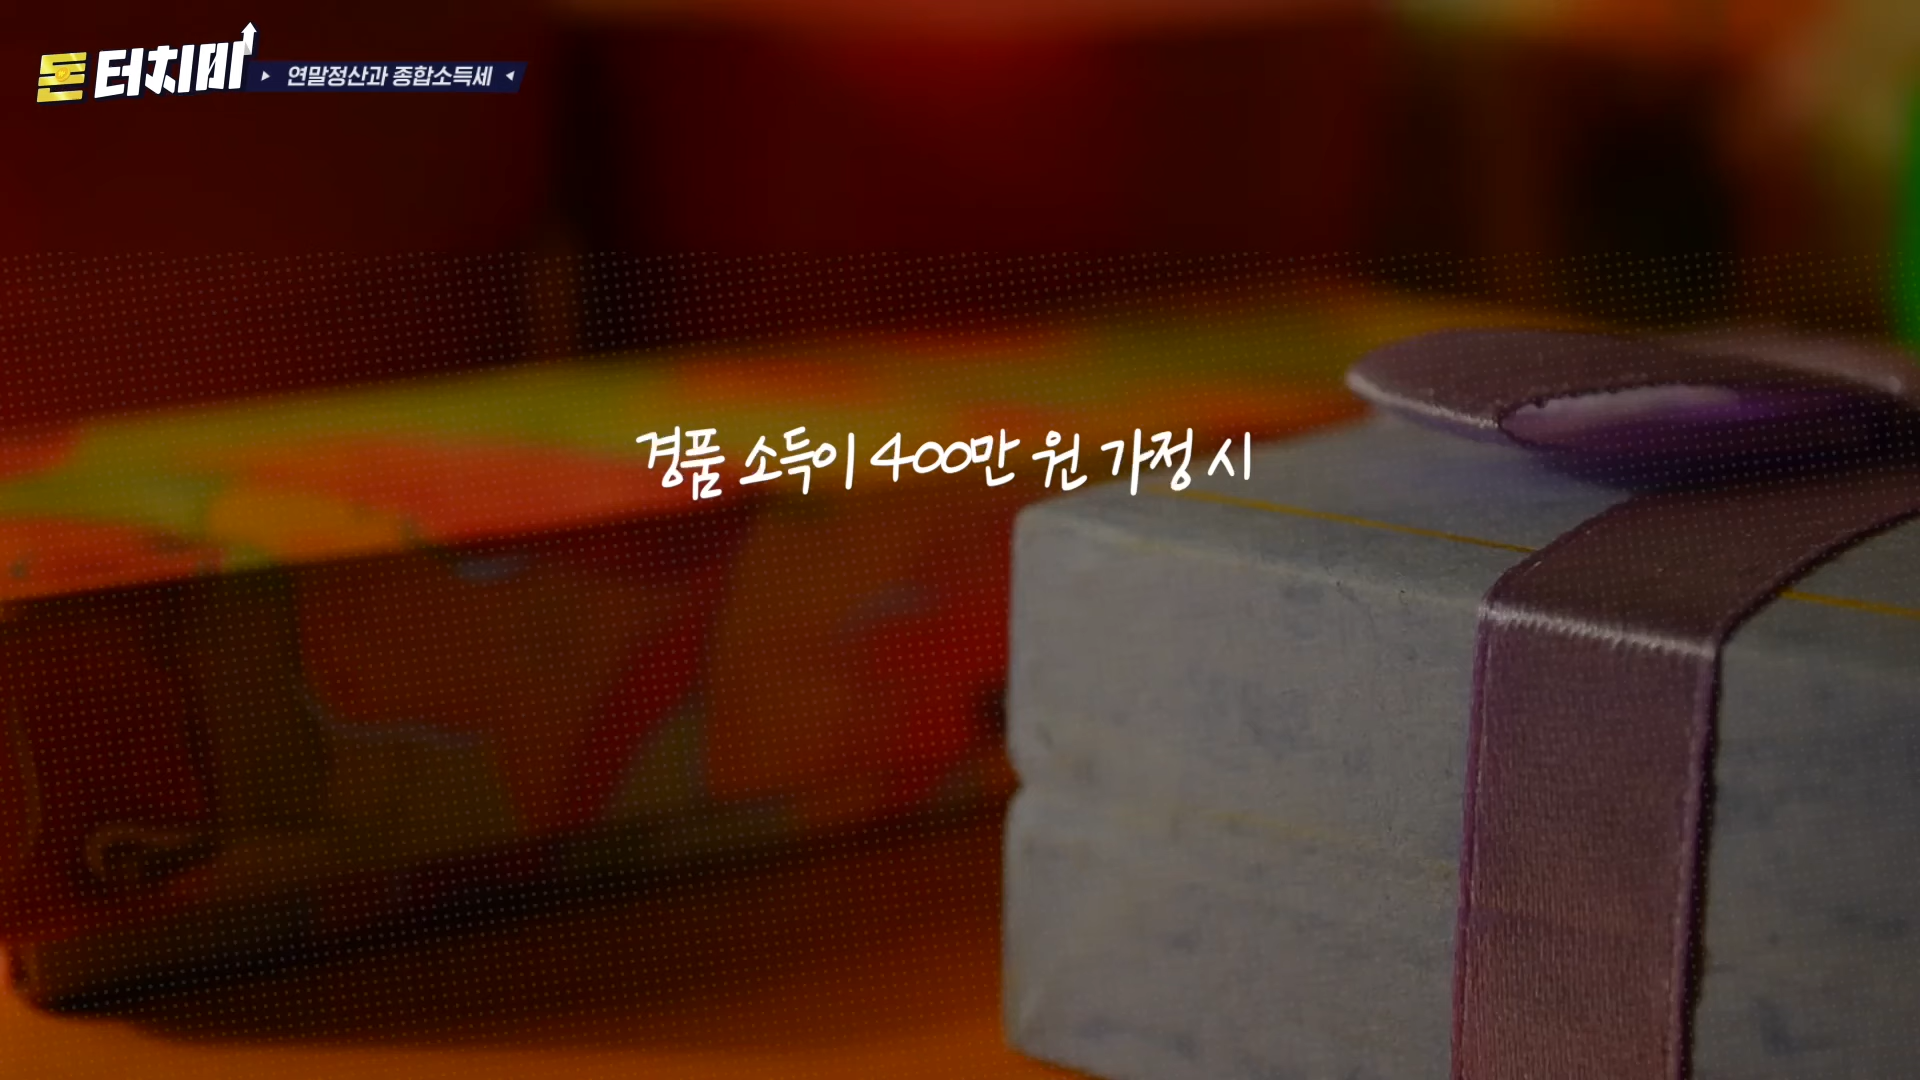 돈 터치미
연말정산과 종합소득세
경품 소득이 400만 원 가정 시